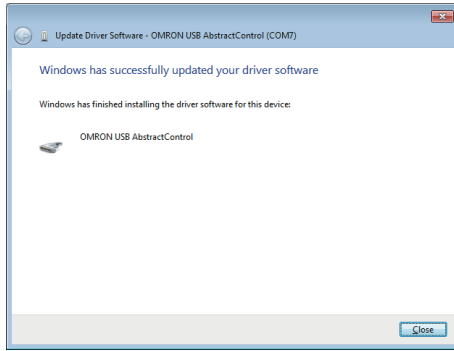 Update Driver Software - OMRON USB AbstractControl (COM7)
Windows has successfully updated your driver software
Windows has finished installing the driver software for this device:
OMRON USB AbstractControl
Close